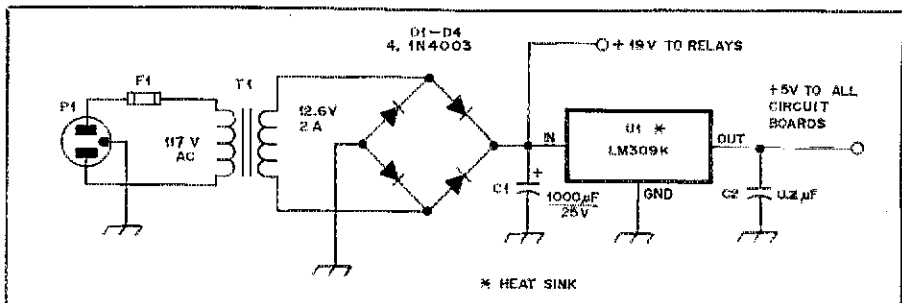 D1-D4
4, 1N4003
+ 19V TO RELAYS
F1
T1
P1
12.6V
2 A
117 V
AC
+5V TO ALL
CIRCUIT
BOARDS
IN
U1 *
LM309K
OUT
+
C1
1000µF
25V
GND
C2
0.2µF
* HEAT SINK